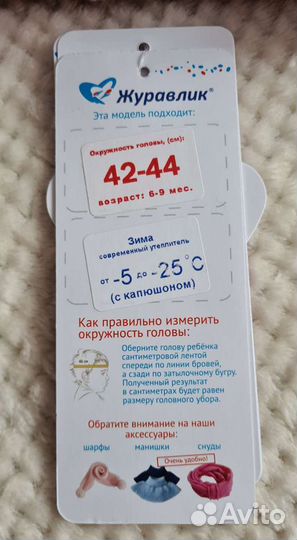 Журавлик®
Эта модель подходит:
Окружность головы, (см):
42-44
возраст: 6-9 мес.
Зима
современный утеплитель
от -5 до -25°C
(с капюшоном)
Как правильно измерить
окружность головы:
Оберните голову ребёнка
сантиметровой лентой
спереди по линии бровей,
а сзади по затылочному бугру.
Полученный результат
в сантиметрах будет равен
размеру головного убора.
Обратите внимание на наши
аксессуары:
шарфы манишки снуды
Очень удобно!
Avito